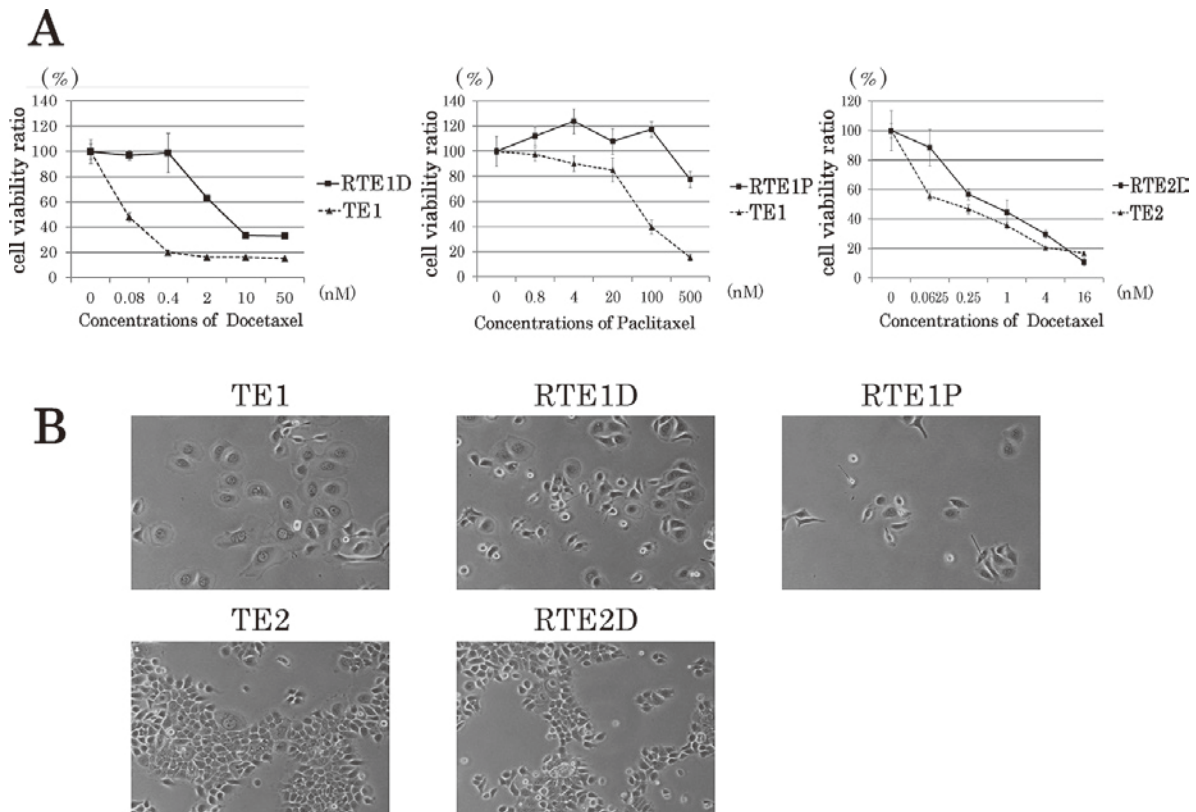 A
(%)
cell viability ratio
140
120
100
80
60
40
20
0
0 0.08 0.4 2 10 50 (nM)
Concentrations of Docetaxel
RTE1D
TE1
(%)
cell viability ratio
140
120
100
80
60
40
20
0
0 0.8 4 20 100 500 (nM)
Concentrations of Paclitaxel
RTE1P
TE1
(%)
cell viability ratio
120
100
80
60
40
20
0
0 0.0625 0.25 1 4 16 (nM)
Concentrations of Docetaxel
RTE2D
TE2
B
TE1 RTE1D RTE1P
TE2 RTE2D